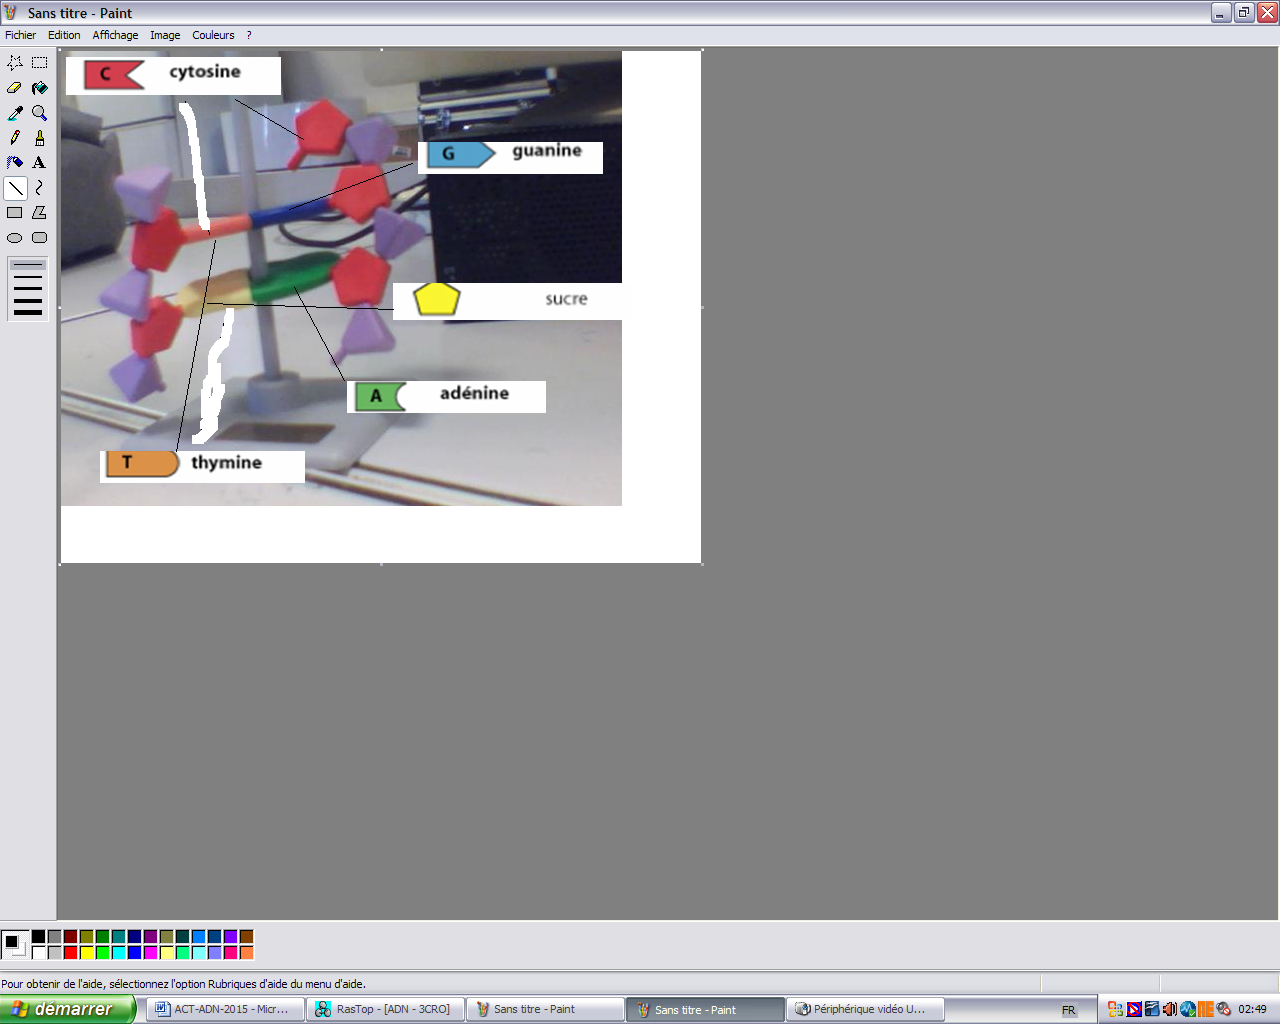 Sans titre - Paint
Fichier Edition Affichage Image Couleurs ?
A
C cytosine
G guanine
sucre
A adénine
T thymine
Pour obtenir de l'aide, sélectionnez l'option Rubriques d'aide du menu d'aide.
démarrer
ACT-ADN-2015 - Micr...
RasTop - [ADN - 3CRO]
Sans titre - Paint
Sans titre - Paint
Périphérique vidéo U...
FR
02:49